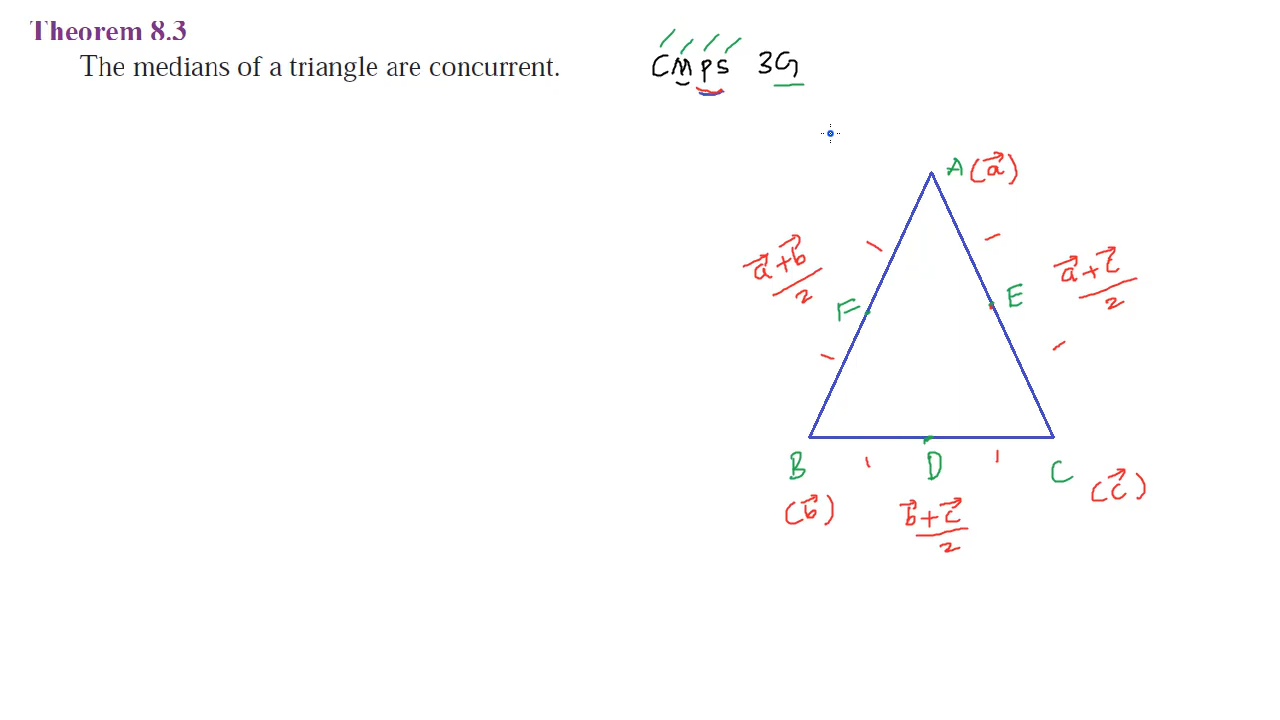 Theorem 8.3
The medians of a triangle are concurrent.
CMPS 3G
A (a⃗)
(a⃗ + b⃗)/2
(a⃗ + c⃗)/2
F
E
B
D
C
(b⃗)
(b⃗ + c⃗)/2
(c⃗)